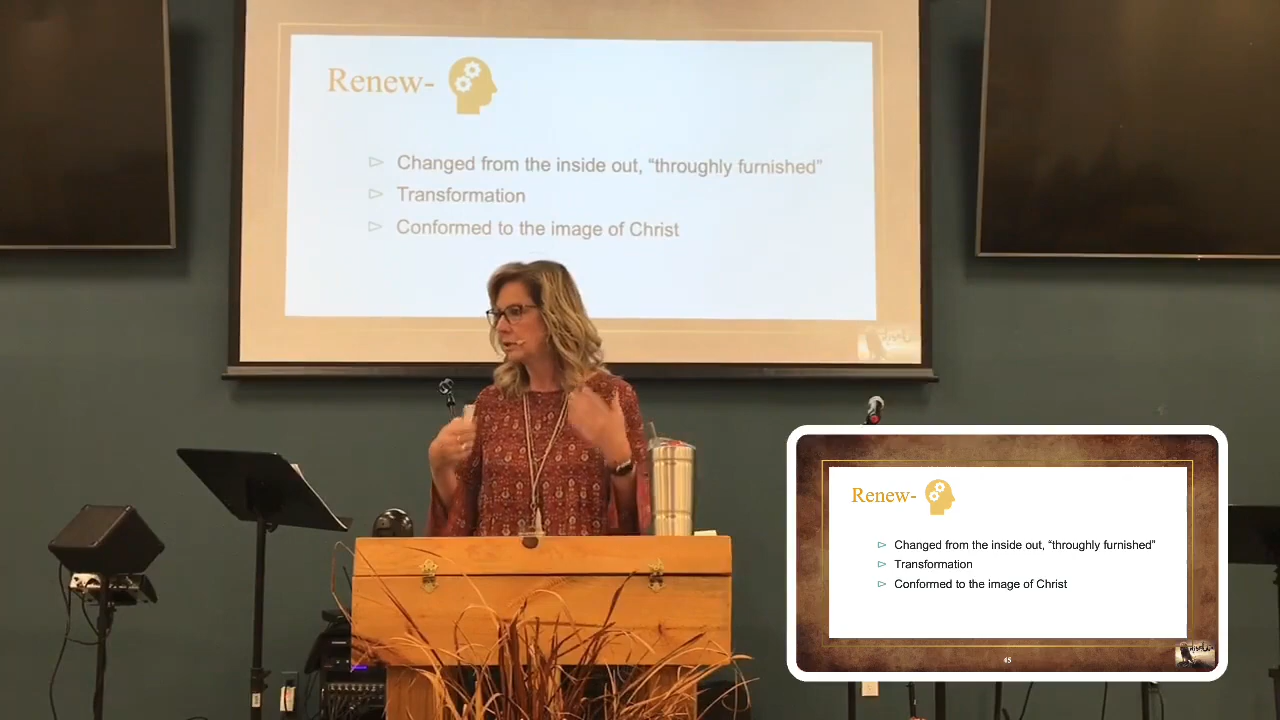 Renew-
▷ Changed from the inside out, “throughly furnished”
▷ Transformation
▷ Conformed to the image of Christ
Renew-
▷ Changed from the inside out, “throughly furnished”
▷ Transformation
▷ Conformed to the image of Christ
45